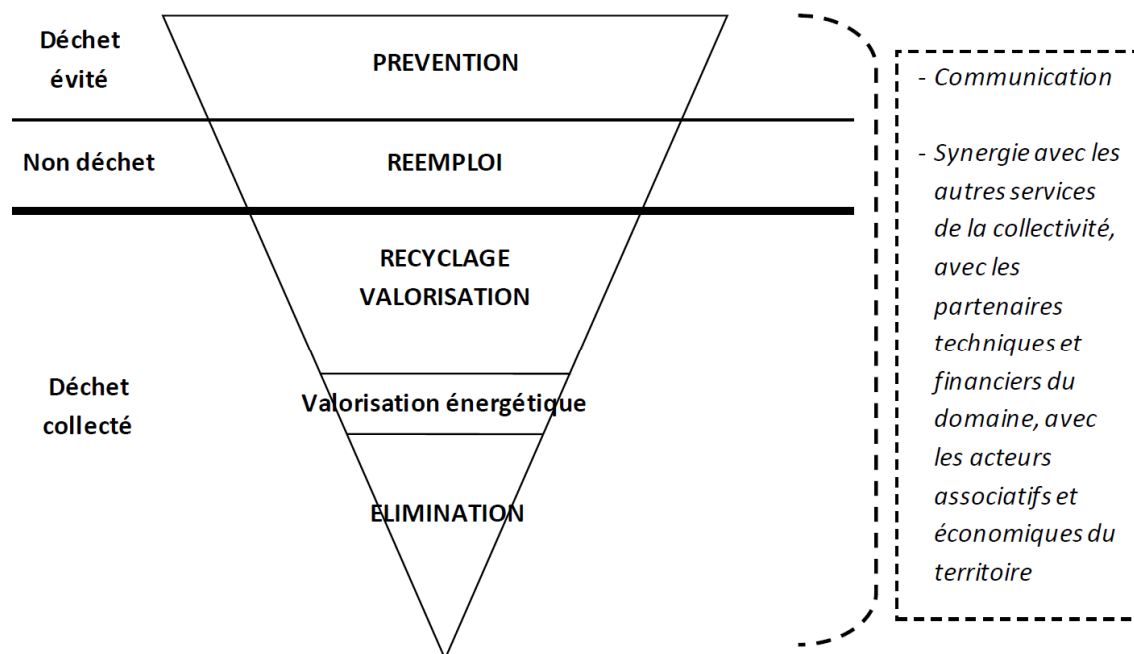 Déchet
évité
PREVENTION
Non déchet
REEMPLOI
RECYCLAGE
VALORISATION
Déchet
collecté
Valorisation énergétique
ELIMINATION
- Communication
- Synergie avec les
autres services
de la collectivité,
avec les
partenaires
techniques et
financiers du
domaine, avec
les acteurs
associatifs et
économiques du
territoire